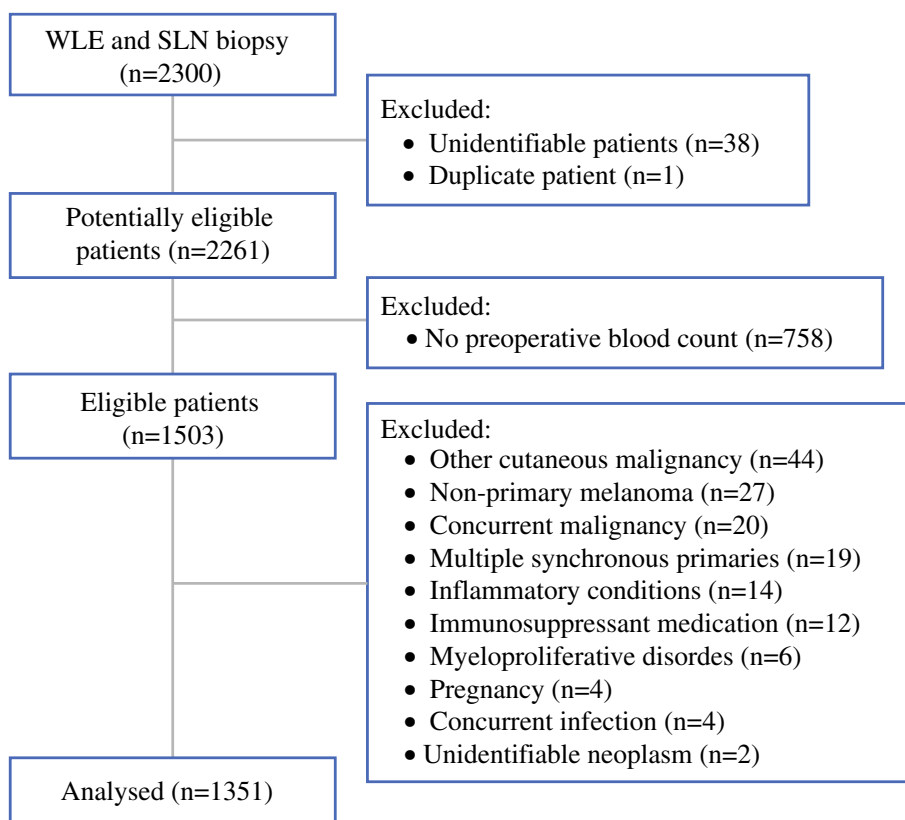 WLE and SLN biopsy
(n=2300)
Excluded:
• Unidentifiable patients (n=38)
• Duplicate patient (n=1)
Potentially eligible
patients (n=2261)
Excluded:
• No preoperative blood count (n=758)
Eligible patients
(n=1503)
Excluded:
• Other cutaneous malignancy (n=44)
• Non-primary melanoma (n=27)
• Concurrent malignancy (n=20)
• Multiple synchronous primaries (n=19)
• Inflammatory conditions (n=14)
• Immunosuppressant medication (n=12)
• Myeloproliferative disordes (n=6)
• Pregnancy (n=4)
• Concurrent infection (n=4)
• Unidentifiable neoplasm (n=2)
Analysed (n=1351)